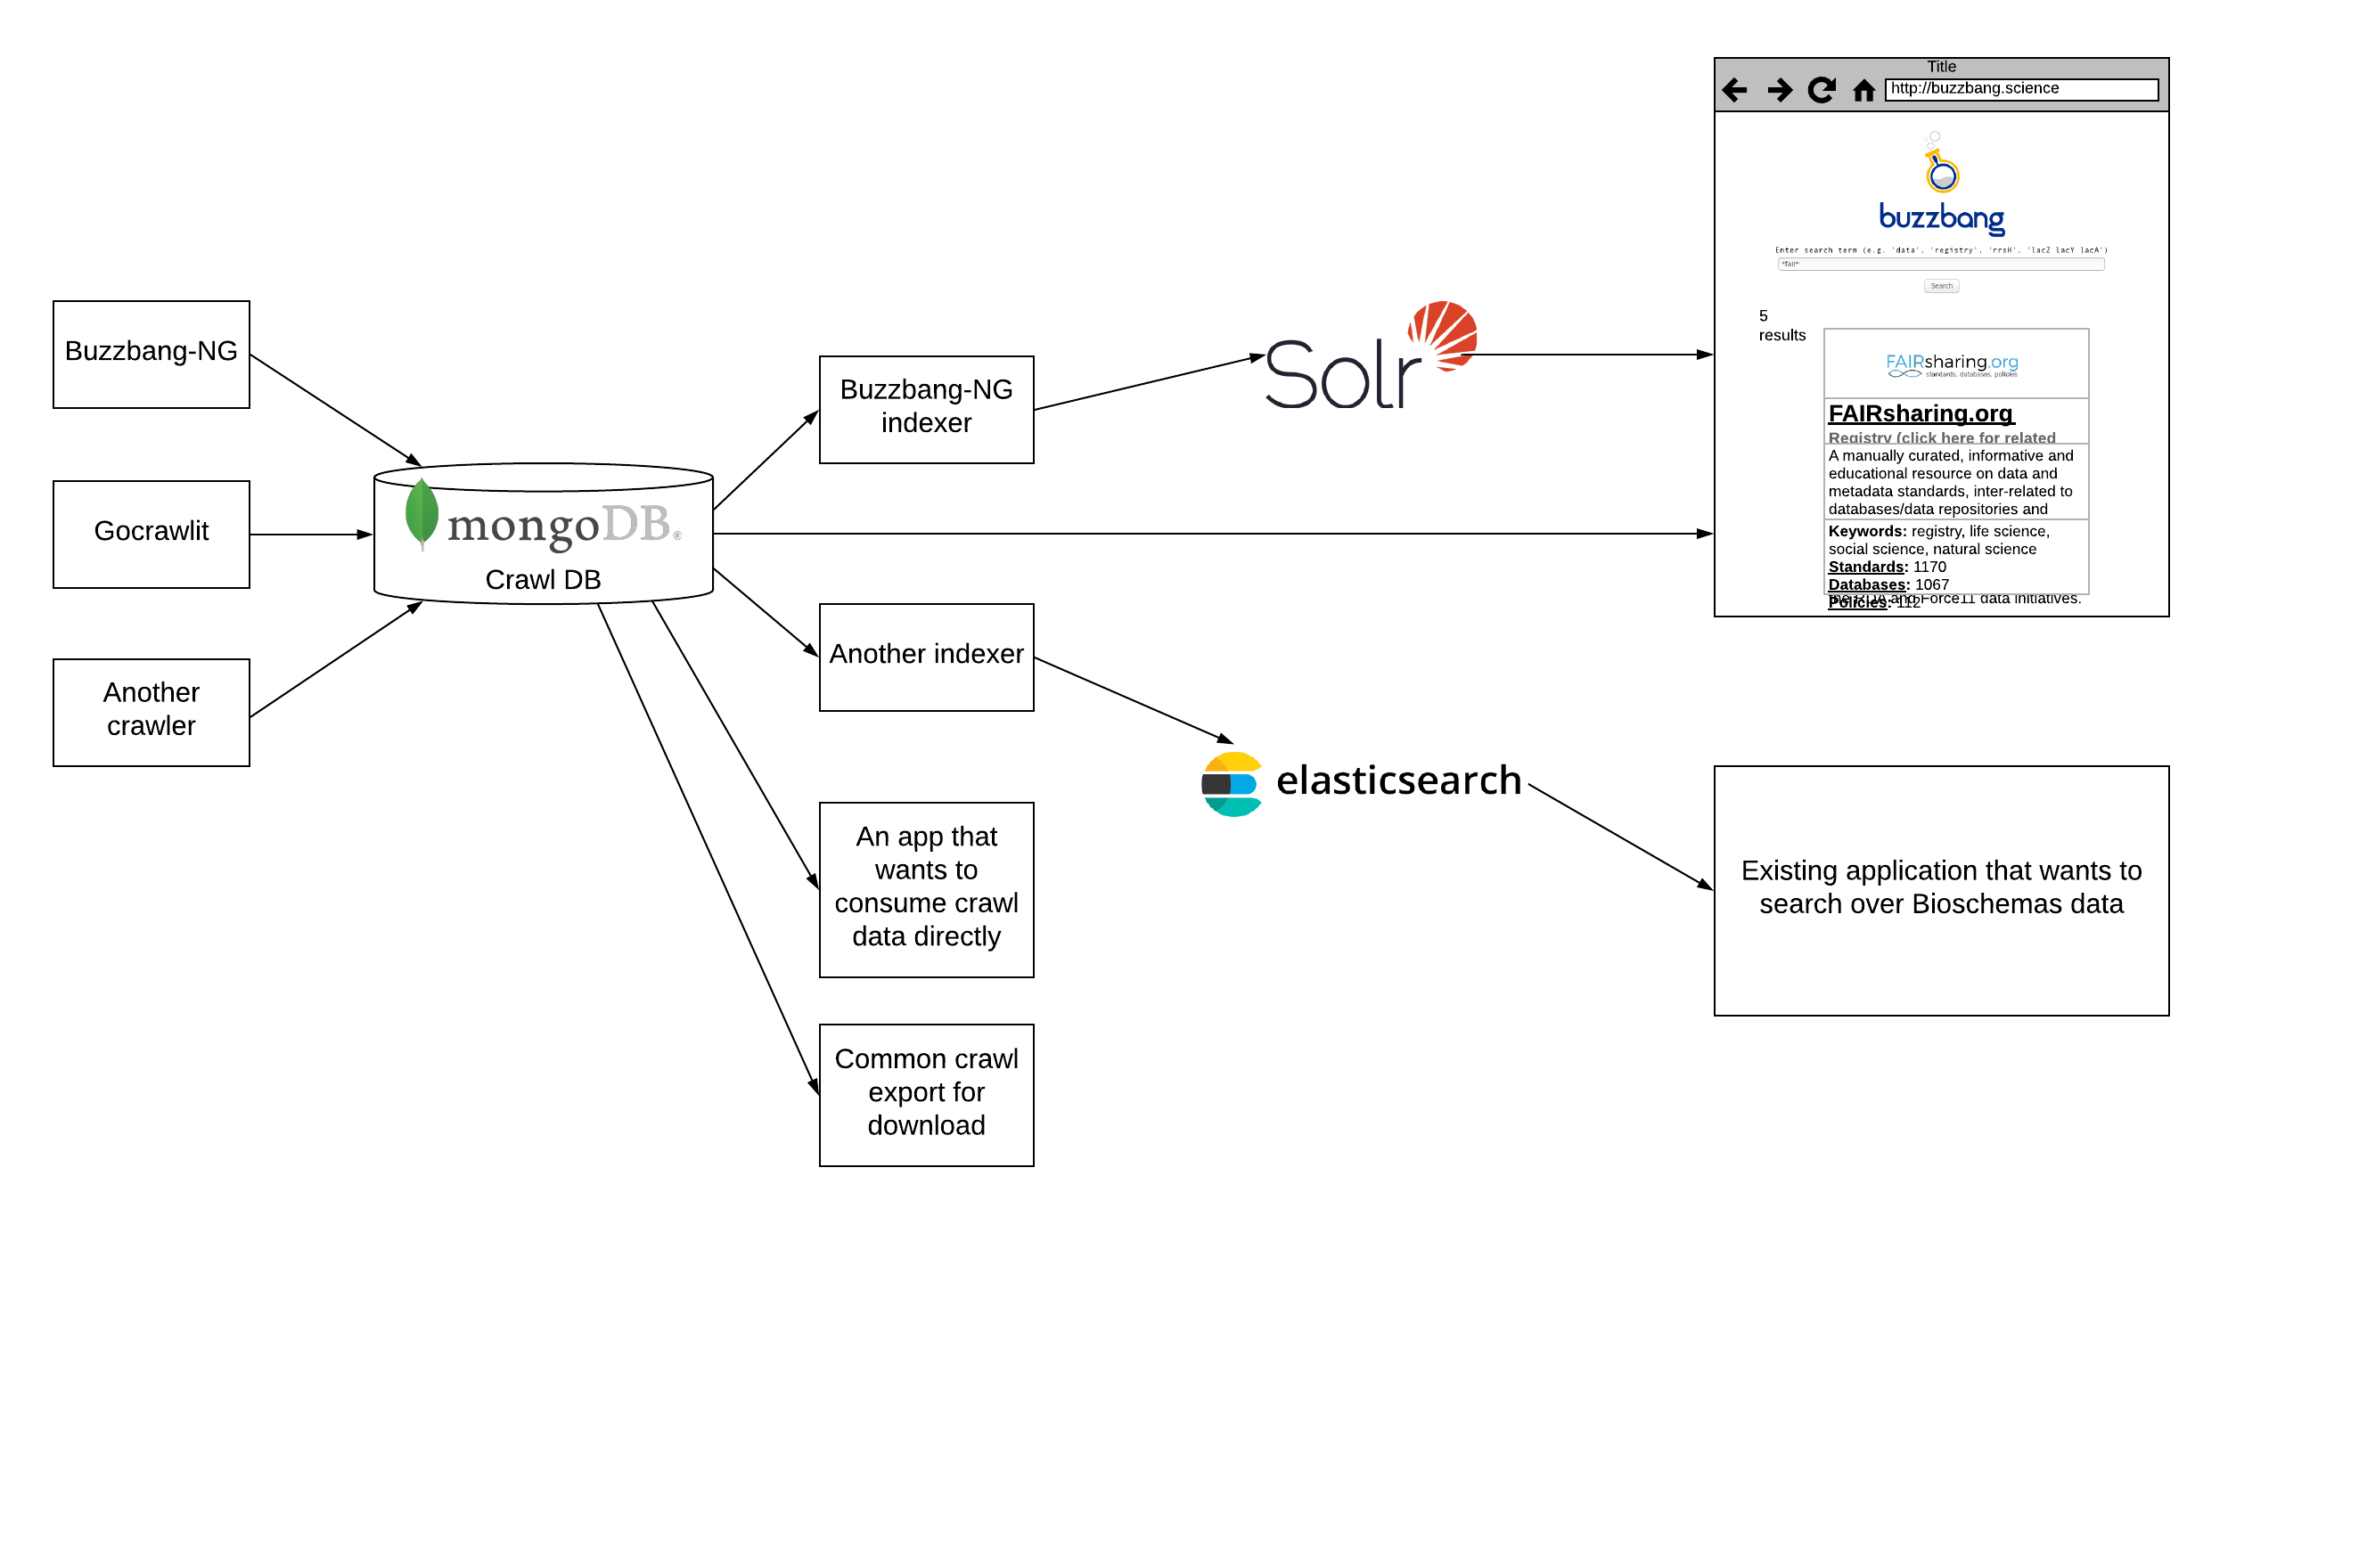 Buzzbang-NG
Gocrawlit
Another
crawler
mongoDB®
Crawl DB
Buzzbang-NG
indexer
Another indexer
An app that
wants to
consume crawl
data directly
Common crawl
export for
download
Solr
elasticsearch
Title
http://buzzbang.science
buzzbang
Enter search term (e.g. 'data', 'registry', 'rrsH', 'lacZ lacY lacA')
*fair*
Search
5
results
FAIRsharing.org
standards, databases, policies
FAIRsharing.org
Registry (click here for related
A manually curated, informative and
educational resource on data and
metadata standards, inter-related to
databases/data repositories and
Keywords: registry, life science,
social science, natural science
Standards: 1170
Databases: 1067
Policies: 112
the RDA and Force11 data initiatives.
Existing application that wants to
search over Bioschemas data